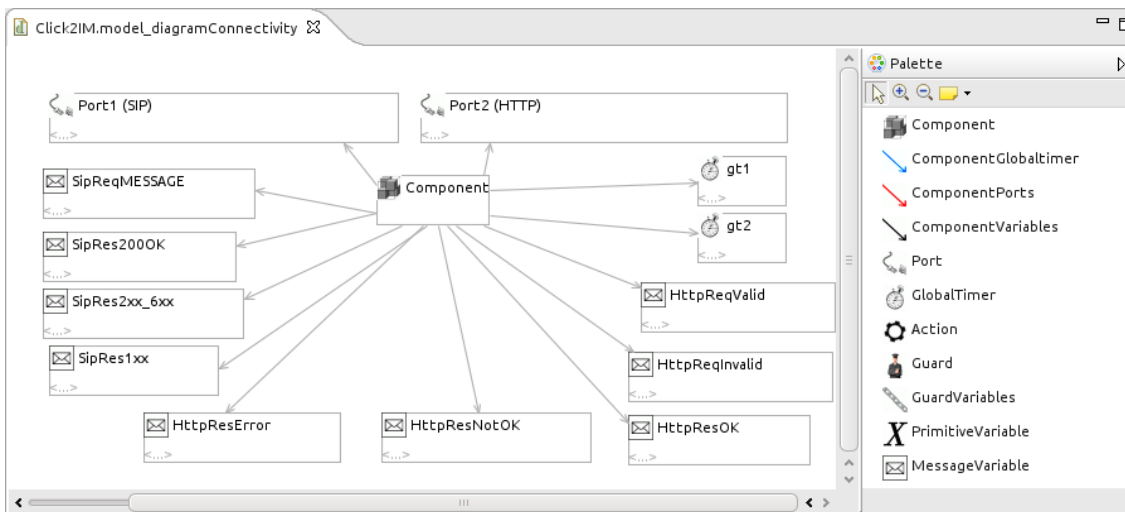 Click2IM.model_diagramConnectivity
Port1 (SIP)
<...>
Port2 (HTTP)
<...>
SipReqMESSAGE
<...>
Component
gt1
<...>
gt2
<...>
SipRes200OK
<...>
SipRes2xx_6xx
<...>
HttpReqValid
<...>
SipRes1xx
<...>
HttpReqInvalid
<...>
HttpResError
<...>
HttpResNotOK
<...>
HttpResOK
<...>
Palette
Component
ComponentGlobaltimer
ComponentPorts
ComponentVariables
Port
GlobalTimer
Action
Guard
GuardVariables
PrimitiveVariable
MessageVariable